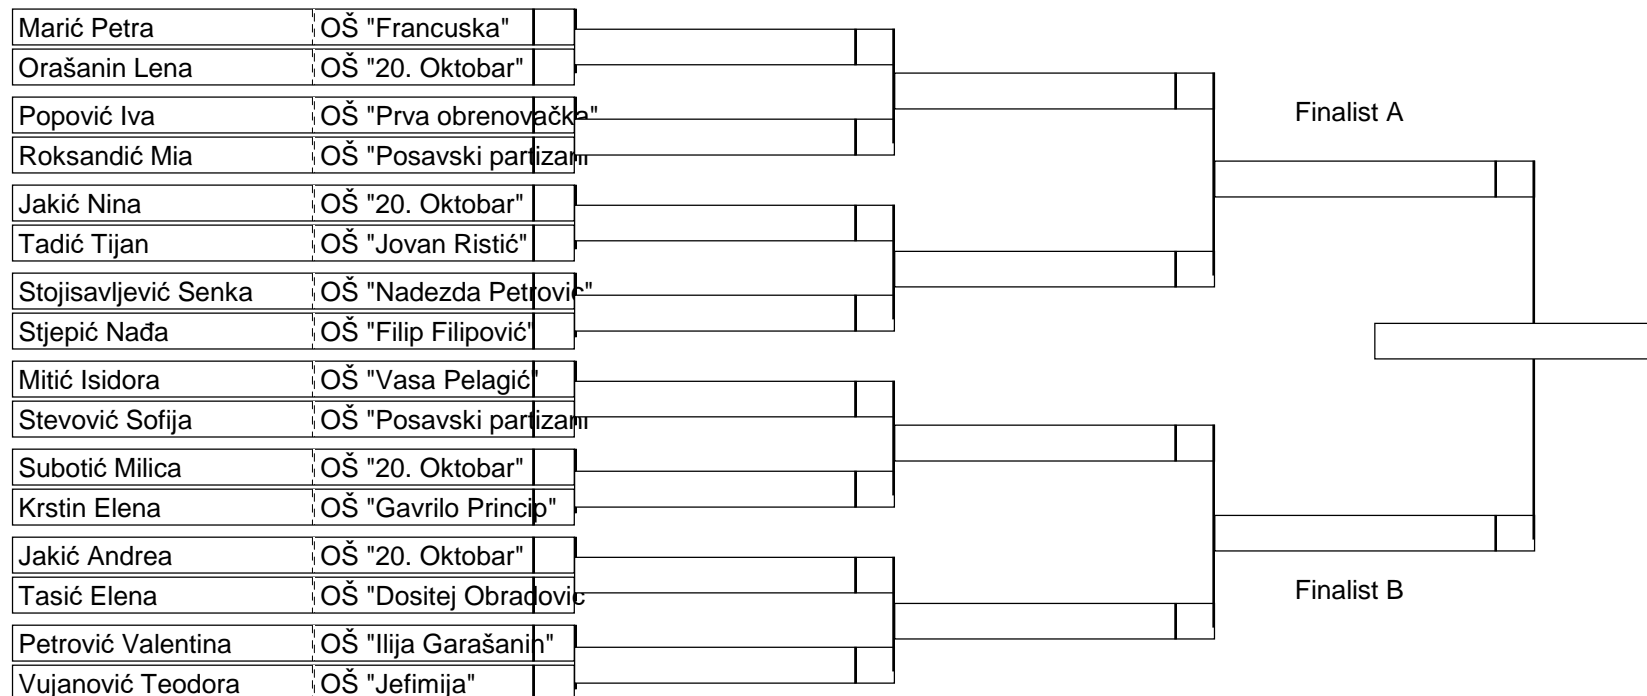 Marić Petra OŠ "Francuska"
Orašanin Lena OŠ "20. Oktobar"
Popović Iva OŠ "Prva obrenovačka"
Roksandić Mia OŠ "Posavski partizani
Jakić Nina OŠ "20. Oktobar"
Tadić Tijan OŠ "Jovan Ristić"
Stojisavljević Senka OŠ "Nadezda Petrovic"
Stjepić Nađa OŠ "Filip Filipović"
Mitić Isidora OŠ "Vasa Pelagić"
Stevović Sofija OŠ "Posavski partizani
Subotić Milica OŠ "20. Oktobar"
Krstin Elena OŠ "Gavrilo Princip"
Jakić Andrea OŠ "20. Oktobar"
Tasić Elena OŠ "Dositej Obradovic
Petrović Valentina OŠ "Ilija Garašanin"
Vujanović Teodora OŠ "Jefimija"
Finalist A
Finalist B